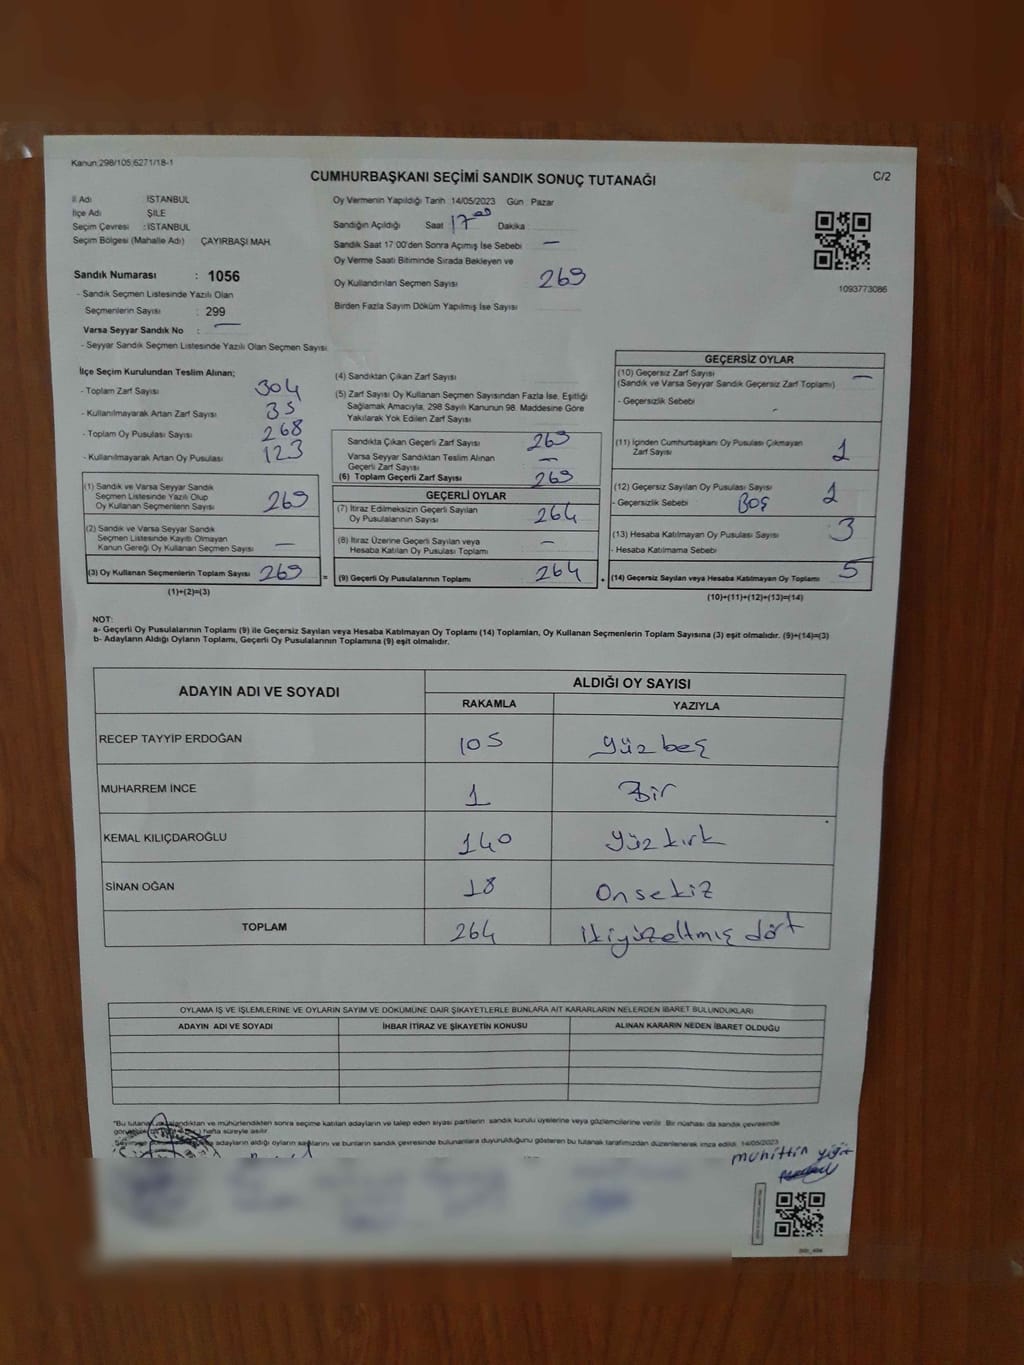 Kanun:298/105,6271/18-1
CUMHURBAŞKANI SEÇİMİ SANDIK SONUÇ TUTANAĞI
C/2
İl Adı İSTANBUL
İlçe Adı ŞİLE
Seçim Çevresi : İSTANBUL
Seçim Bölgesi (Mahalle Adı) ÇAYIRBAŞI MAH.
Oy Vermenin Yapıldığı Tarih 14/05/2023 Gün Pazar
Sandığın Açıldığı Saat 17 00 Dakika
Sandık Saat 17:00'den Sonra Açımış İse Sebebi —
Oy Verme Saati Bitiminde Sırada Bekleyen ve
Oy Kullandırılan Seçmen Sayısı 269
Birden Fazla Sayım Döküm Yapılmış İse Sayısı
1093773086
Sandık Numarası : 1056
- Sandık Seçmen Listesinde Yazılı Olan
Seçmenlerin Sayısı : 299
Varsa Seyyar Sandık No : —
- Seyyar Sandık Seçmen Listesinde Yazılı Olan Seçmen Sayısı
İlçe Seçim Kurulundan Teslim Alınan;
- Toplam Zarf Sayısı 304
- Kullanılmayarak Artan Zarf Sayısı 35
- Toplam Oy Pusulası Sayısı 268
- Kullanılmayarak Artan Oy Pusulası 123
(1) Sandık ve Varsa Seyyar Sandık
Seçmen Listesinde Yazılı Olup
Oy Kullanan Seçmenlerin Sayısı 269
(2) Sandık ve Varsa Seyyar Sandık
Seçmen Listesinde Kayıtlı Olmayan
Kanun Gereği Oy Kullanan Seçmen Sayısı —
(3) Oy Kullanan Seçmenlerin Toplam Sayısı 269 =
(1)+(2)=(3)
(4) Sandıktan Çıkan Zarf Sayısı
(5) Zarf Sayısı Oy Kullanan Seçmen Sayısından Fazla İse, Eşitliği
Sağlamak Amacıyla, 298 Sayılı Kanunun 98. Maddesine Göre
Yakılarak Yok Edilen Zarf Sayısı
Sandıkta Çıkan Geçerli Zarf Sayısı 269
Varsa Seyyar Sandıktan Teslim Alınan
Geçerli Zarf Sayısı —
(6) Toplam Geçerli Zarf Sayısı 269
GEÇERLİ OYLAR
(7) İtiraz Edilmeksizin Geçerli Sayılan
Oy Pusulalarının Sayısı 264
(8) İtiraz Üzerine Geçerli Sayılan veya
Hesaba Katılan Oy Pusulası Toplamı —
(9) Geçerli Oy Pusulalarının Toplamı 264 +
GEÇERSİZ OYLAR
(10) Geçersiz Zarf Sayısı —
(Sandık ve Varsa Seyyar Sandık Geçersiz Zarf Toplamı)
- Geçersizlik Sebebi
(11) İçinden Cumhurbaşkanı Oy Pusulası Çıkmayan
Zarf Sayısı 1
(12) Geçersiz Sayılan Oy Pusulası Sayısı 1
- Geçersizlik Sebebi Boş
(13) Hesaba Katılmayan Oy Pusulası Sayısı 3
- Hesaba Katılmama Sebebi
(14) Geçersiz Sayılan veya Hesaba Katılmayan Oy Toplamı 5
(10)+(11)+(12)+(13)=(14)
NOT:
a- Geçerli Oy Pusulalarının Toplamı (9) ile Geçersiz Sayılan veya Hesaba Katılmayan Oy Toplamı (14) Toplamları, Oy Kullanan Seçmenlerin Toplam Sayısına (3) eşit olmalıdır. (9)+(14)=(3)
b- Adayların Aldığı Oyların Toplamı, Geçerli Oy Pusulalarının Toplamına (9) eşit olmalıdır.
ADAYIN ADI VE SOYADI ALDIĞI OY SAYISI
RAKAMLA YAZIYLA
RECEP TAYYIP ERDOĞAN 105 yüzbeş
MUHARREM İNCE 1 Bir
KEMAL KILIÇDAROĞLU 140 yüzkırk
SİNAN OĞAN 18 Onsekiz
TOPLAM 264 ikiyüzaltmış dört
OYLAMA İŞ VE İŞLEMLERİNE VE OYLARIN SAYIM VE DÖKÜMÜNE DAİR ŞİKAYETLERLE BUNLARA AİT KARARLARIN NELERDEN İBARET BULUNDUKLARI
ADAYIN ADI VE SOYADI İHBAR İTİRAZ VE ŞİKAYETİN KONUSU ALINAN KARARIN NEDEN İBARET OLDUĞU
"Bu tutanak ve mühürlendikten sonra seçime katılan adayların ve talep eden siyasi partilerin sandık kurulu üyelerine veya gözlemcilerine verilir. Bir nüshası da sandık çevresinde
hafta süreyle asılır.
adayların aldığı oyların sayılarını ve bunların sandık çevresinde bulunanlara duyurulduğunu gösteren bu tutanak tarafımızdan düzenlenerek imza edildi. 14/05/2023
muhittin